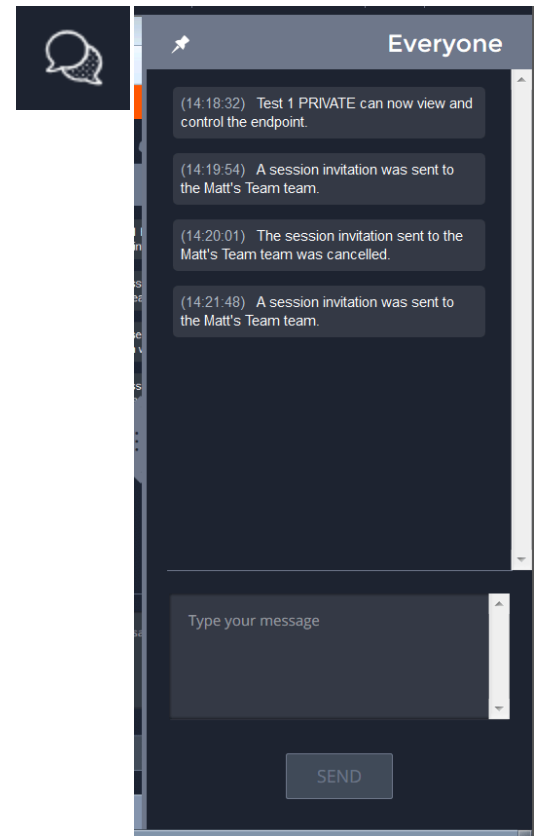 Everyone
(14:18:32) Test 1 PRIVATE can now view and
control the endpoint.
(14:19:54) A session invitation was sent to
the Matt's Team team.
(14:20:01) The session invitation sent to the
Matt's Team team was cancelled.
(14:21:48) A session invitation was sent to
the Matt's Team team.
Type your message
SEND